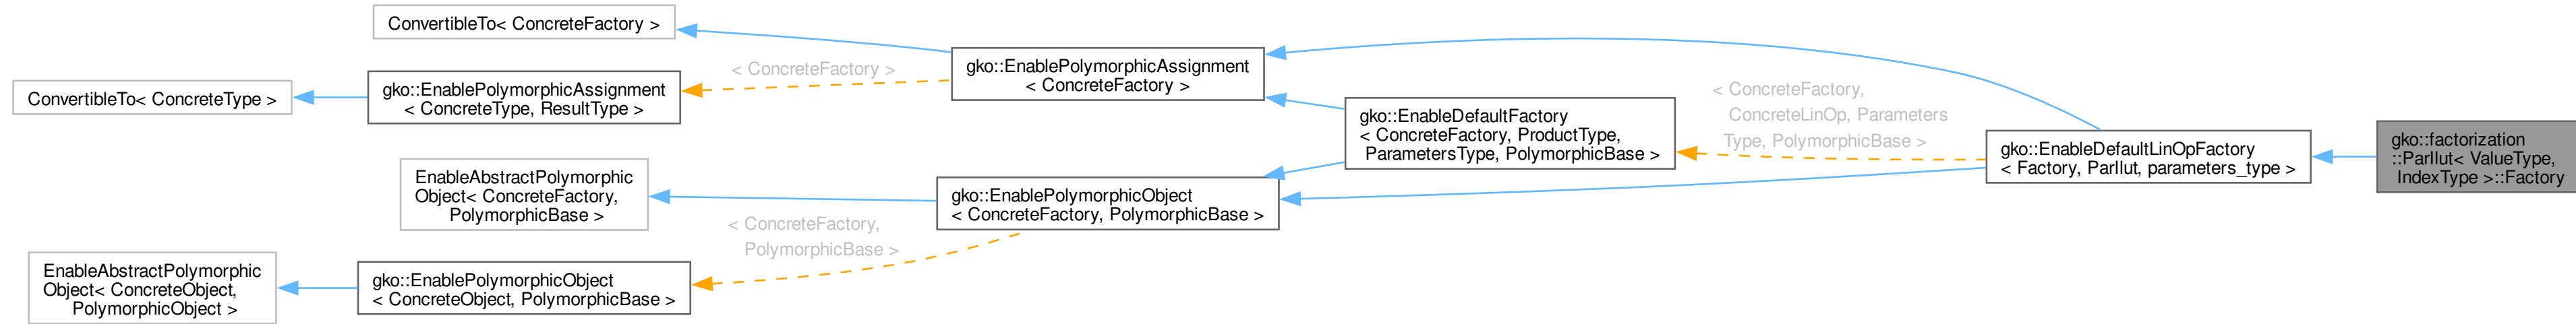 ConvertibleTo< ConcreteFactory >
ConvertibleTo< ConcreteType >
gko::EnablePolymorphicAssignment
< ConcreteType, ResultType >
< ConcreteFactory >
gko::EnablePolymorphicAssignment
< ConcreteFactory >
EnableAbstractPolymorphic
Object< ConcreteFactory,
PolymorphicBase >
EnableAbstractPolymorphic
Object< ConcreteObject,
PolymorphicObject >
gko::EnablePolymorphicObject
< ConcreteObject, PolymorphicBase >
< ConcreteFactory,
PolymorphicBase >
gko::EnablePolymorphicObject
< ConcreteFactory, PolymorphicBase >
gko::EnableDefaultFactory
< ConcreteFactory, ProductType,
ParametersType, PolymorphicBase >
< ConcreteFactory,
ConcreteLinOp, Parameters
Type, PolymorphicBase >
gko::EnableDefaultLinOpFactory
< Factory, ParIlut, parameters_type >
gko::factorization
::ParIlut< ValueType,
IndexType >::Factory